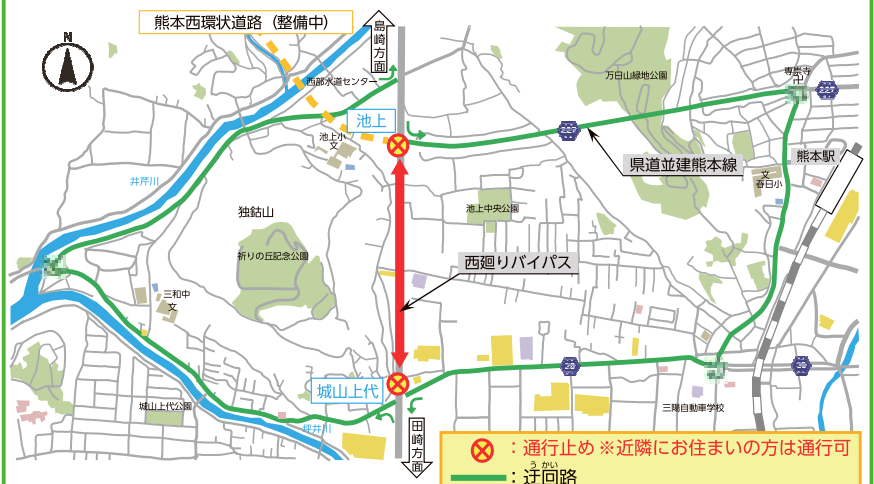 熊本西環状道路（整備中）
島崎方面
N
西部水道センター
万日山緑地公園
専崇寺
卍
227
池上
227
池上小
文
県道並建熊本線
熊本駅
文
春日小
井芹川
独鈷山
池上中央公園
祈りの丘記念公園
西廻りバイパス
三和中
文
28
39
城山上代
城山上代公園
三陽自動車学校
坪井川
田崎方面
：通行止め ※近隣にお住まいの方は通行可
うかい
：迂回路